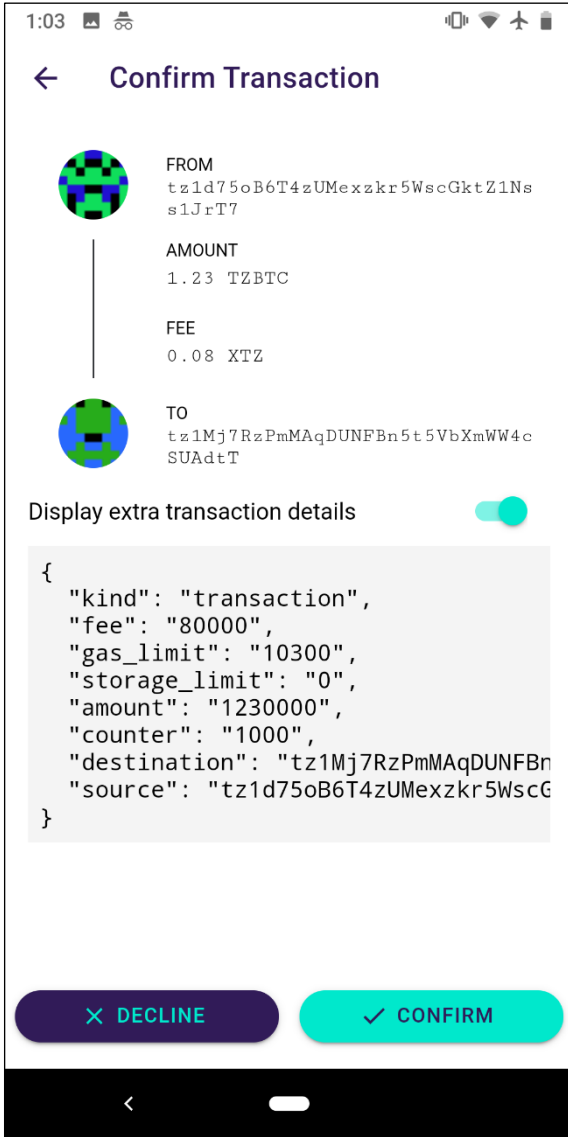 1:03
Confirm Transaction
FROM
tz1d75oB6T4zUMexzkr5WscGktZ1Ns
s1JrT7
AMOUNT
1.23 TZBTC
FEE
0.08 XTZ
TO
tz1Mj7RzPmMAqDUNFBn5t5VbXmWW4c
SUAdtT
Display extra transaction details
{
"kind": "transaction",
"fee": "80000",
"gas_limit": "10300",
"storage_limit": "0",
"amount": "1230000",
"counter": "1000",
"destination": "tz1Mj7RzPmMAqDUNFBn
"source": "tz1d75oB6T4zUMexzkr5WscG
}
DECLINE
CONFIRM